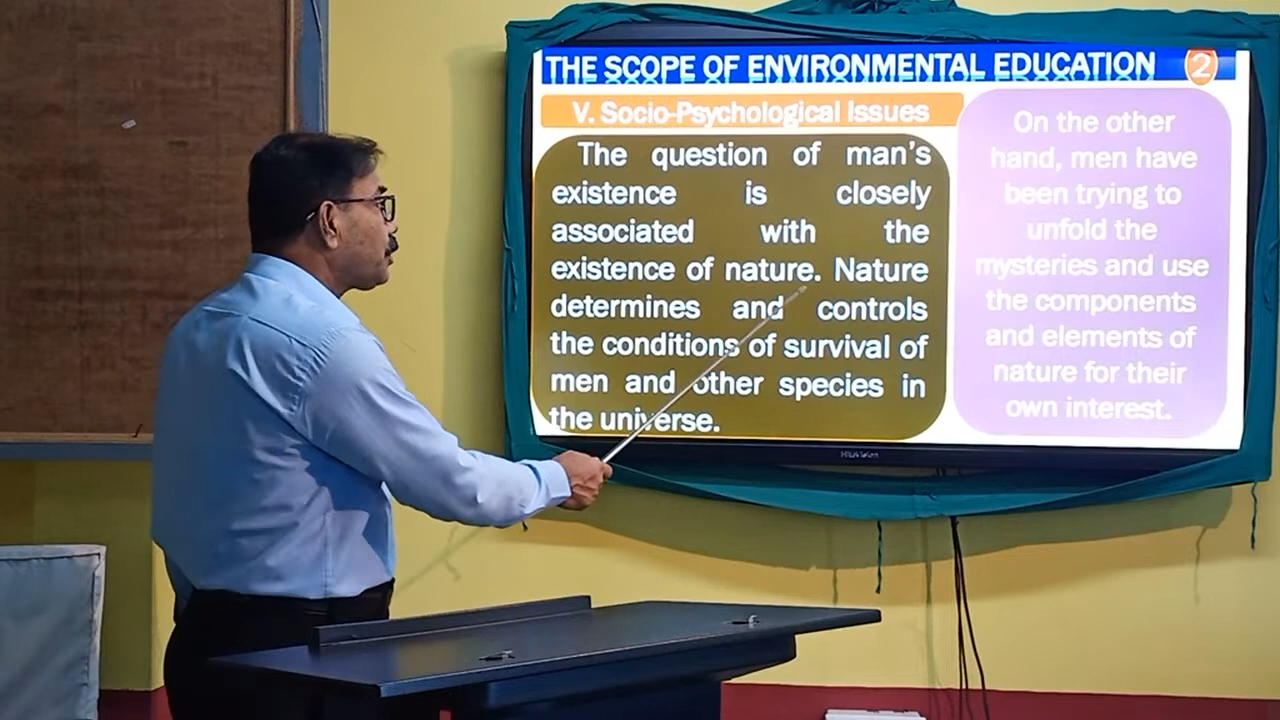 THE SCOPE OF ENVIRONMENTAL EDUCATION 2
V. Socio-Psychological Issues
The question of man's
existence is closely
associated with the
existence of nature. Nature
determines and controls
the conditions of survival of
men and other species in
the universe.
On the other
hand, men have
been trying to
unfold the
mysteries and use
the components
and elements of
nature for their
own interest.